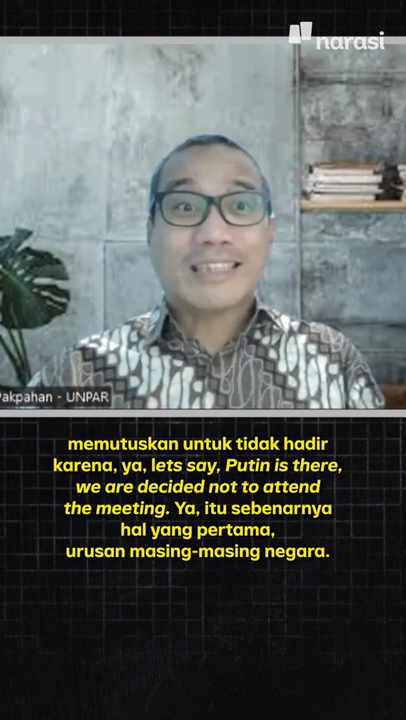 narasi
Pakpahan - UNPAR
memutuskan untuk tidak hadir
karena, ya, lets say, Putin is there,
we are decided not to attend
the meeting. Ya, itu sebenarnya
hal yang pertama,
urusan masing-masing negara.